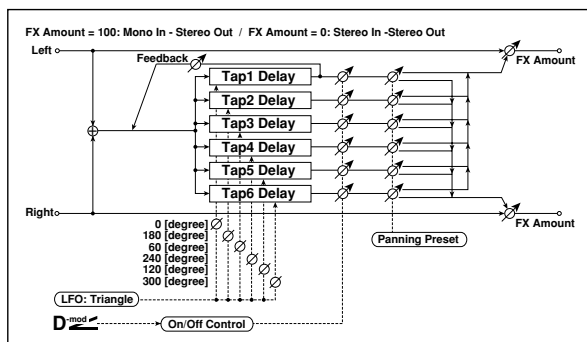 FX Amount = 100: Mono In - Stereo Out / FX Amount = 0: Stereo In -Stereo Out
Left
Feedback
FX Amount
Tap1 Delay
Tap2 Delay
Tap3 Delay
Tap4 Delay
Tap5 Delay
Tap6 Delay
Right
FX Amount
0 [degree]
180 [degree]
60 [degree]
240 [degree]
120 [degree]
300 [degree]
Panning Preset
LFO: Triangle
D-mod
On/Off Control